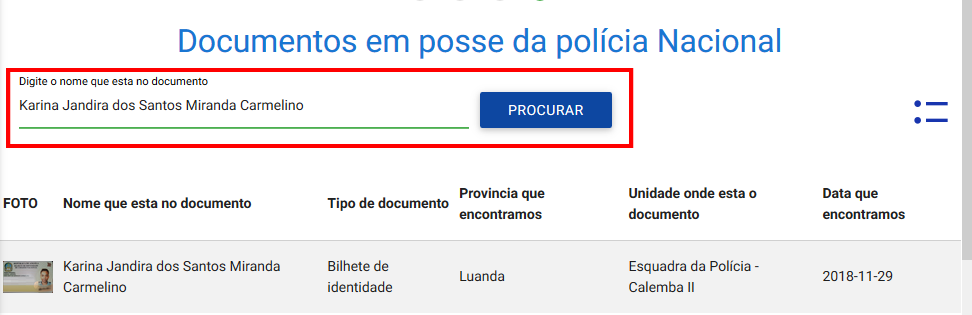 Documentos em posse da polícia Nacional
Digite o nome que esta no documento
Karina Jandira dos Santos Miranda Carmelino
PROCURAR
FOTO
Nome que esta no documento
Tipo de documento
Provincia que
encontramos
Unidade onde esta o
documento
Data que
encontramos
Karina Jandira dos Santos Miranda
Carmelino
Bilhete de
identidade
Luanda
Esquadra da Polícia -
Calemba II
2018-11-29